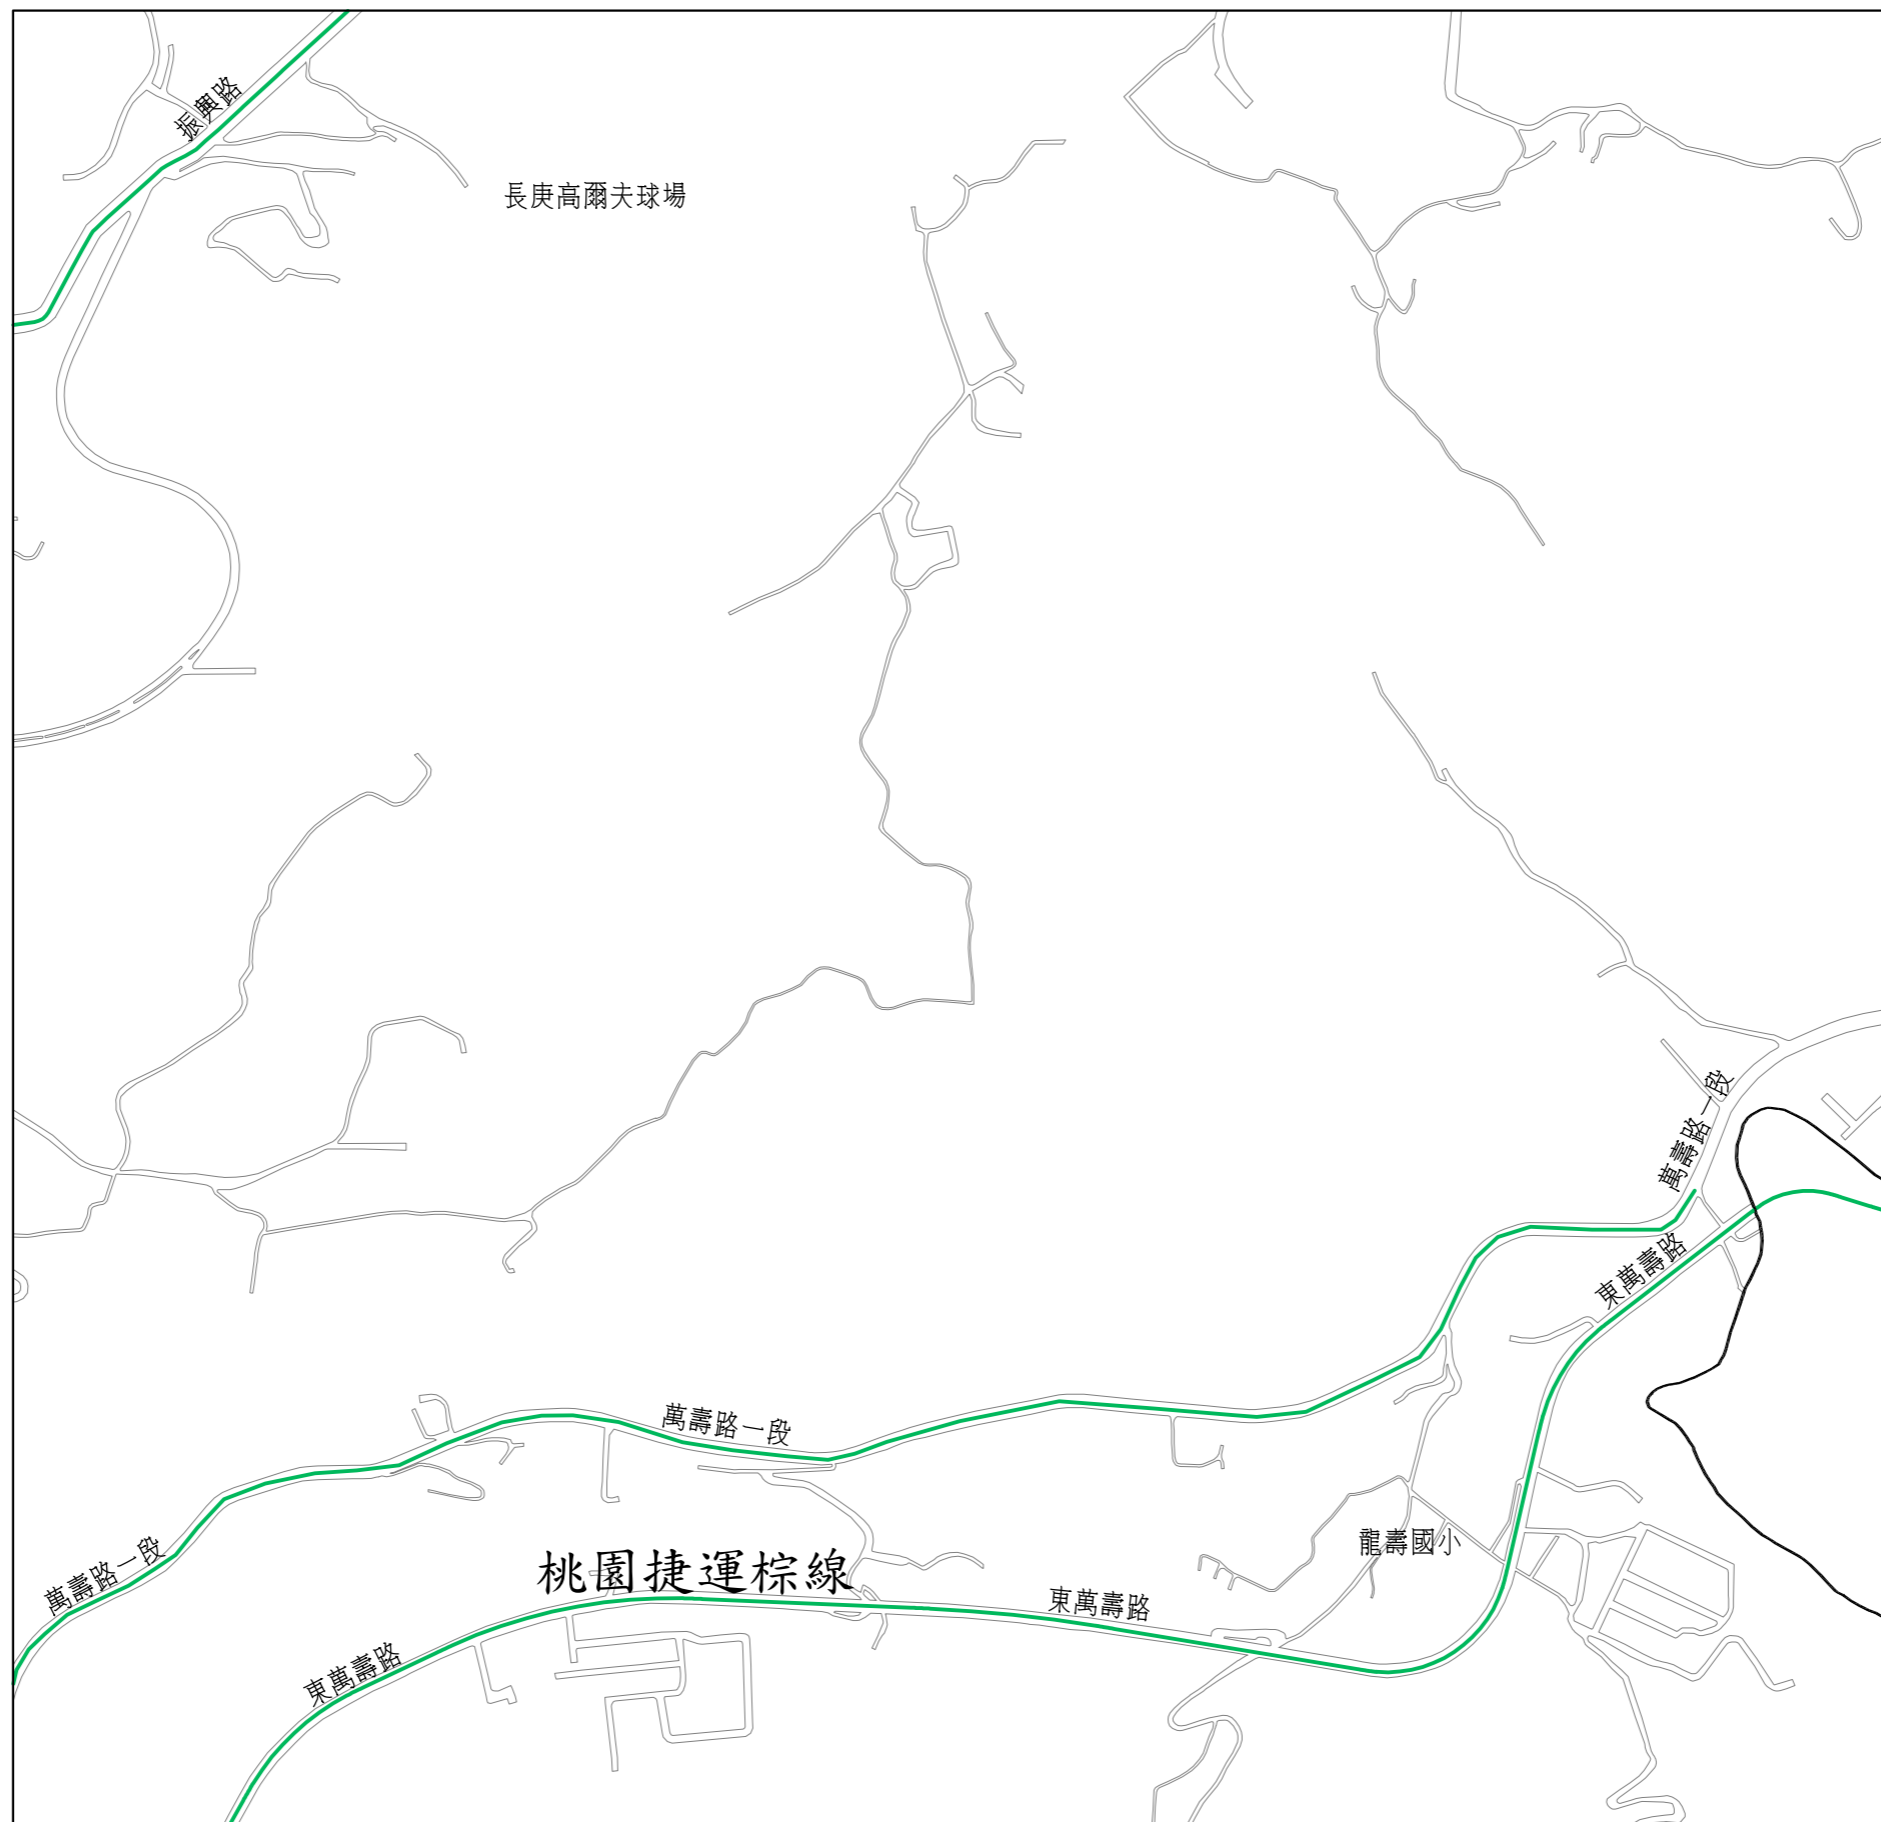 振興路
長庚高爾夫球場
萬壽路一段
東萬壽路
萬壽路一段
龍壽國小
萬壽路一段
桃園捷運棕線
東萬壽路
東萬壽路